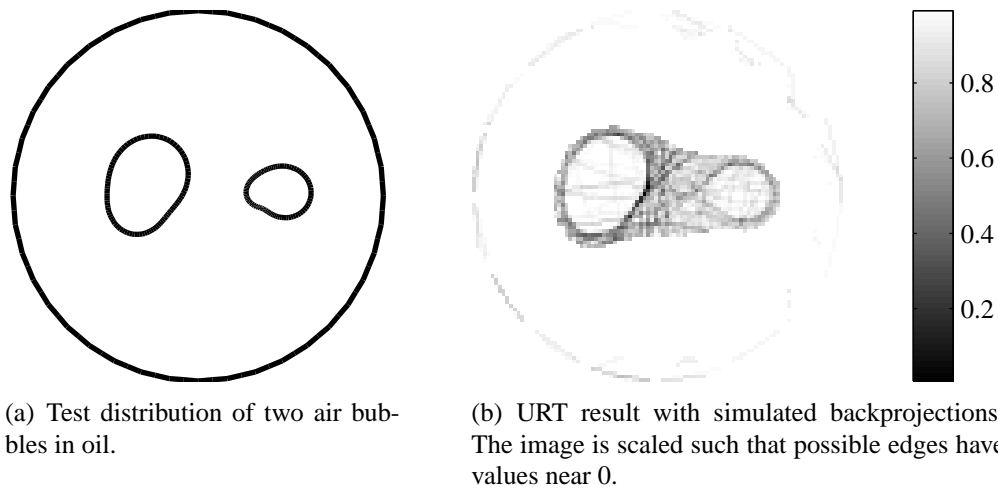 0.8
0.6
0.4
0.2
(a) Test distribution of two air bub-
bles in oil.
(b) URT result with simulated backprojections
The image is scaled such that possible edges have
values near 0.